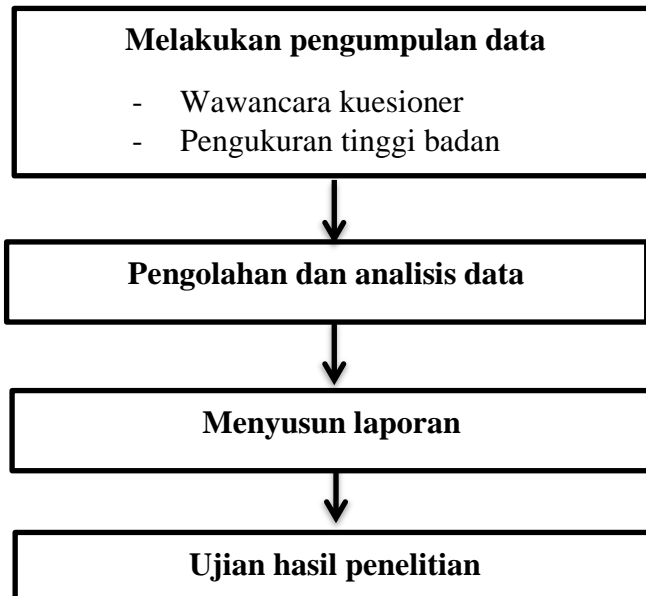 Melakukan pengumpulan data
- Wawancara kuesioner
- Pengukuran tinggi badan
Pengolahan dan analisis data
Menyusun laporan
Ujian hasil penelitian